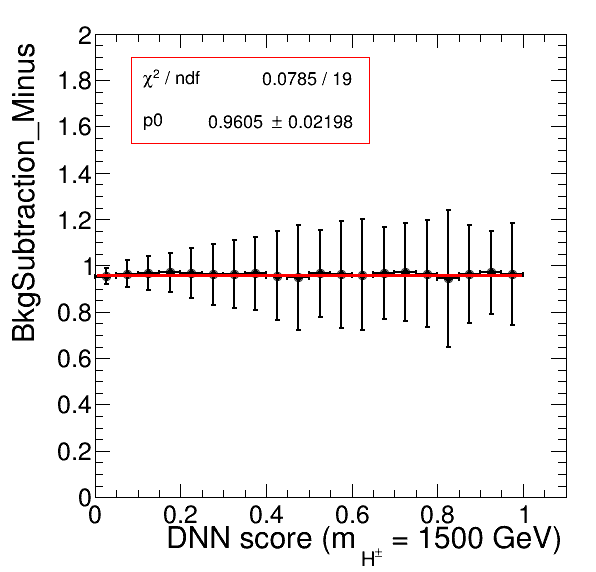 BkgSubtraction_Minus
2
1.8
1.6
1.4
1.2
1
0.8
0.6
0.4
0.2
0
χ² / ndf 0.0785 / 19
p0 0.9605 ± 0.02198
0 0.2 0.4 0.6 0.8 1
DNN score (m_H± = 1500 GeV)